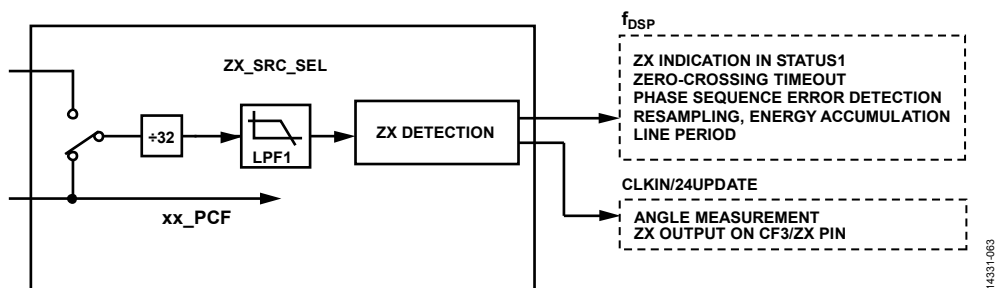 f_DSP
ZX_SRC_SEL
ZX INDICATION IN STATUS1
ZERO-CROSSING TIMEOUT
PHASE SEQUENCE ERROR DETECTION
RESAMPLING, ENERGY ACCUMULATION
LINE PERIOD
÷32
LPF1
ZX DETECTION
xx_PCF
CLKIN/24UPDATE
ANGLE MEASUREMENT
ZX OUTPUT ON CF3/ZX PIN
14331-063